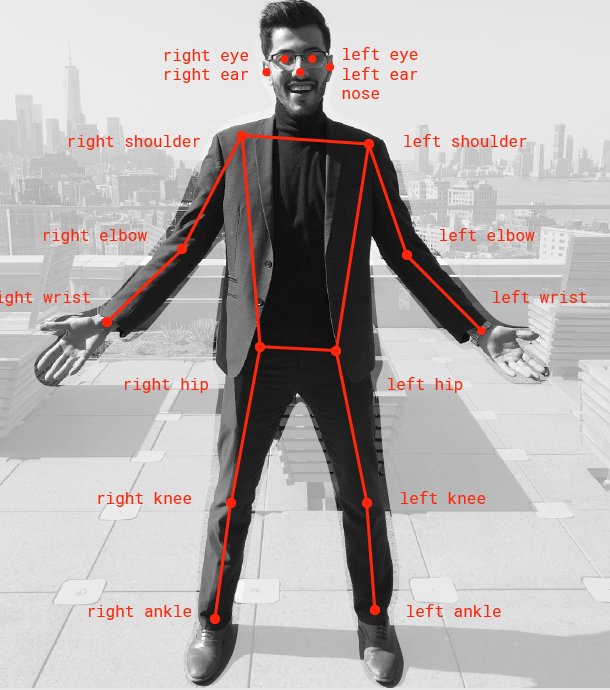 right eye
left eye
right ear
left ear
nose
right shoulder
left shoulder
right elbow
left elbow
ight wrist
left wrist
right hip
left hip
right knee
left knee
right ankle
left ankle